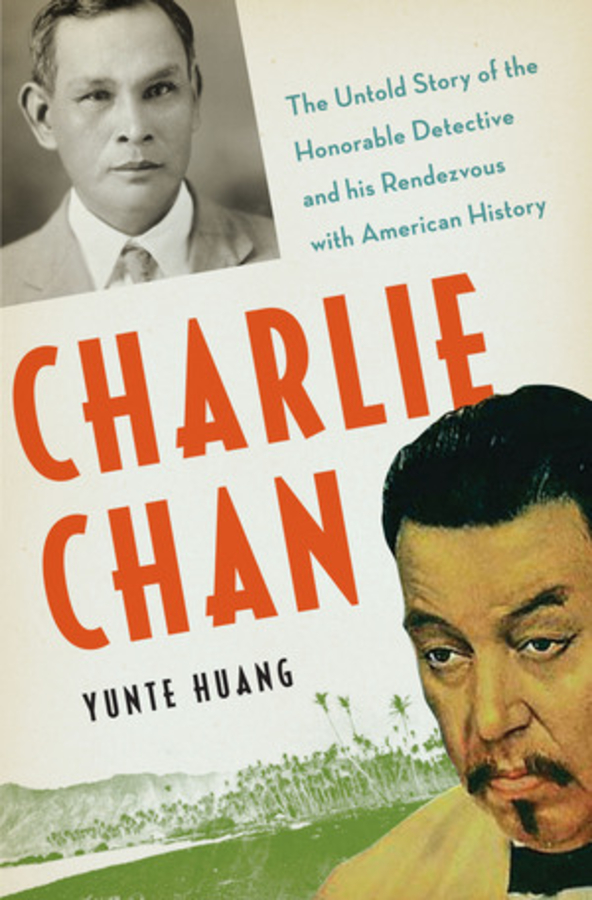 The Untold Story of the
Honorable Detective
and his Rendezvous
with American History
CHARLIE
CHAN
YUNTE HUANG